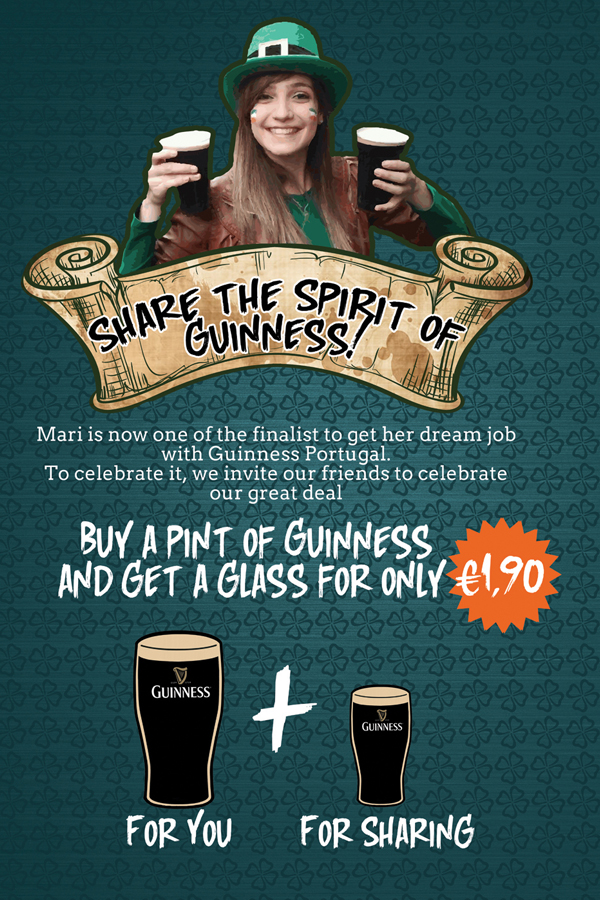 SHARE THE SPIRIT OF
GUINNESS!
Mari is now one of the finalist to get her dream job
with Guinness Portugal.
To celebrate it, we invite our friends to celebrate
our great deal
BUY A PINT OF GUINNESS
AND GET A GLASS FOR ONLY €1,90
GUINNESS
+
GUINNESS
FOR YOU
FOR SHARING